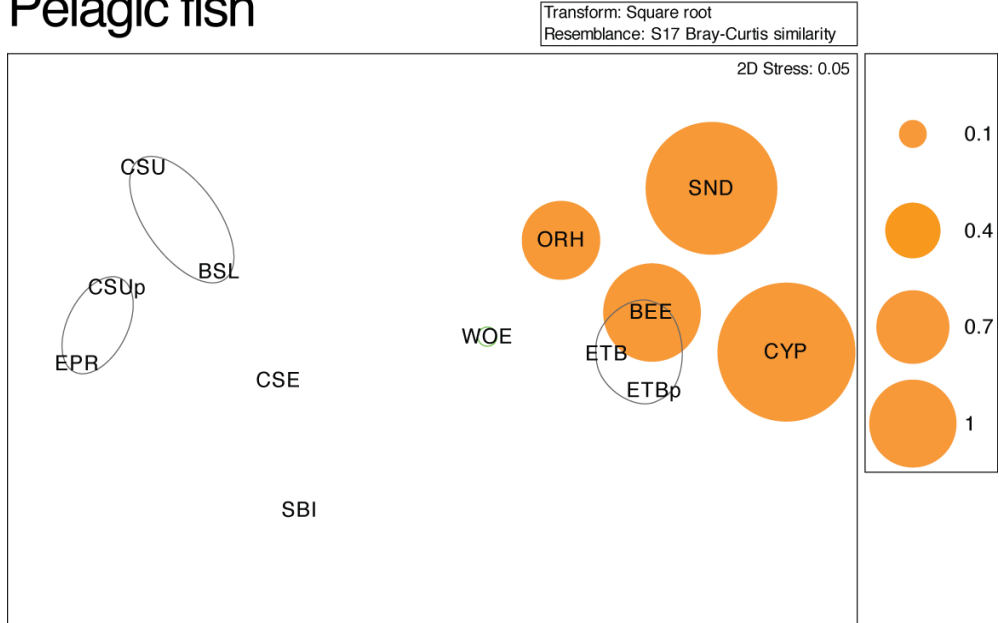 Pelagic fish
Transform: Square root
Resemblance: S17 Bray-Curtis similarity
2D Stress: 0.05
CSU
SND
ORH
BSL
CSUp
BEE
WOE
ETB
CYP
EPR
CSE
ETBp
SBI
0.1
0.4
0.7
1